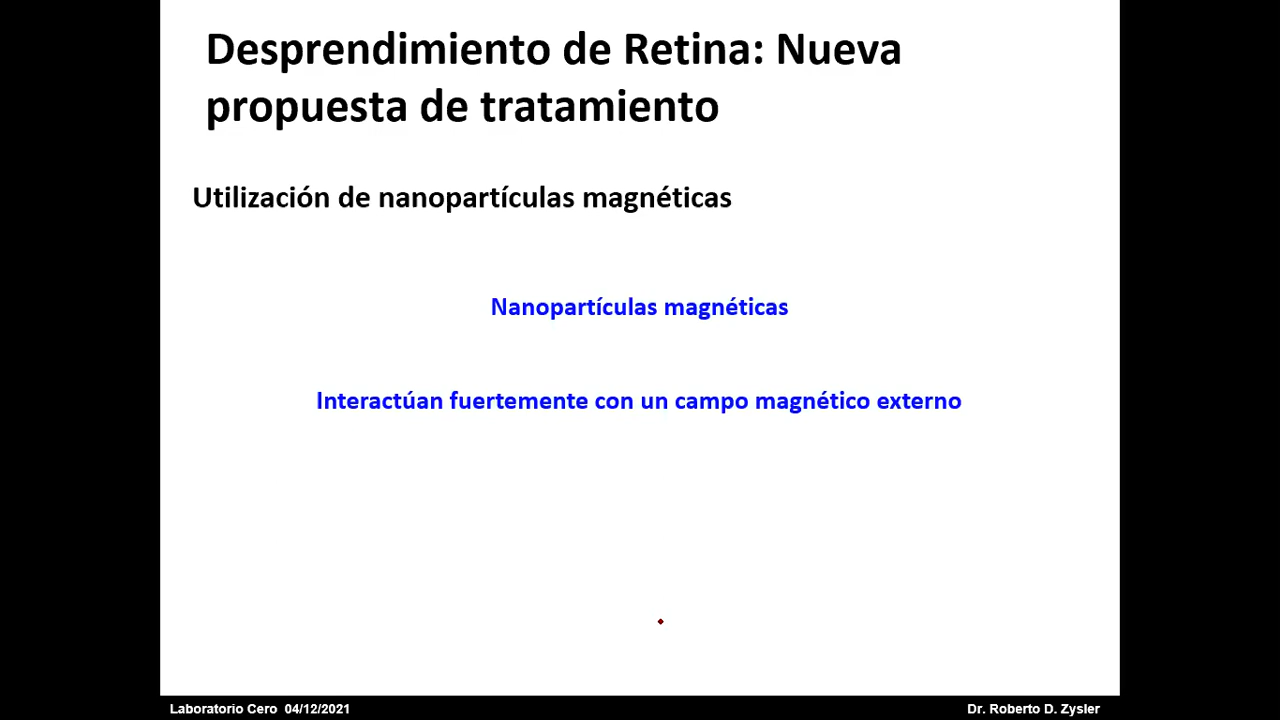 Desprendimiento de Retina: Nueva
propuesta de tratamiento
Utilización de nanopartículas magnéticas
Nanopartículas magnéticas
Interactúan fuertemente con un campo magnético externo
Laboratorio Cero 04/12/2021
Dr. Roberto D. Zysler